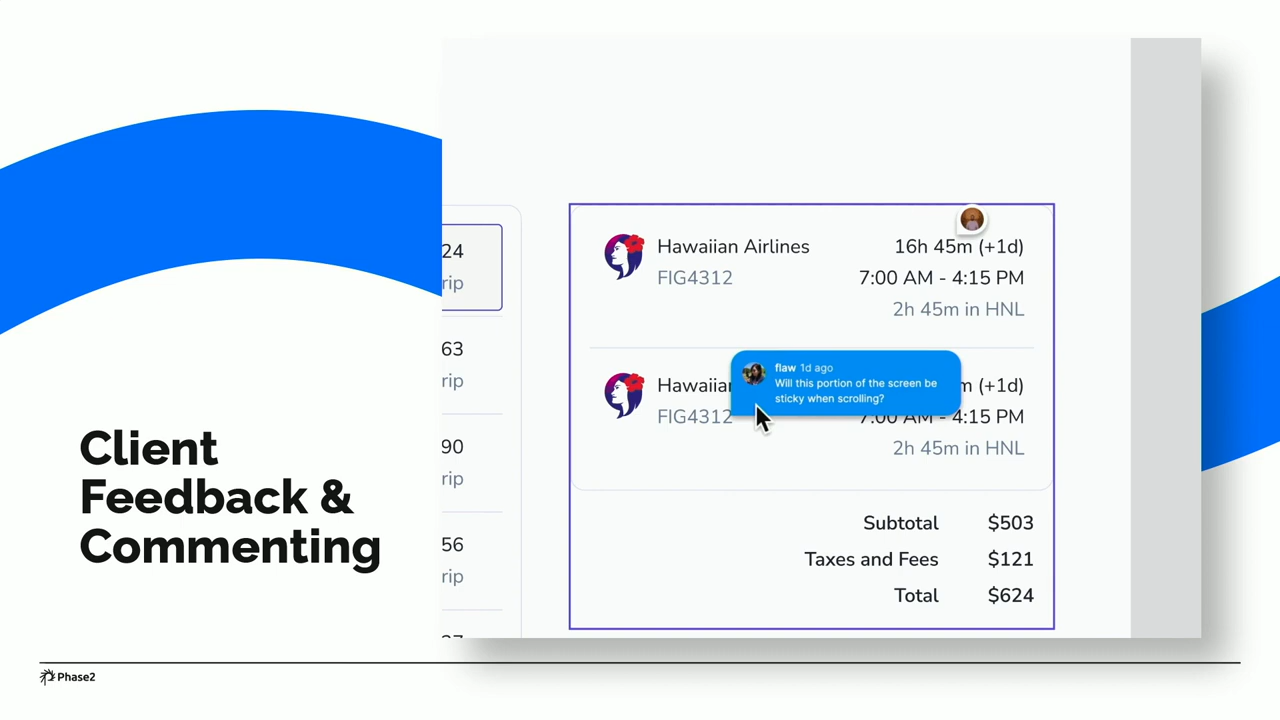 Client
Feedback &
Commenting
24
rip
63
rip
90
rip
56
rip
Hawaiian Airlines
16h 45m (+1d)
FIG4312
7:00 AM - 4:15 PM
2h 45m in HNL
flaw 1d ago
Will this portion of the screen be
sticky when scrolling?
Hawaiian
m (+1d)
FIG4312
7:00 AM - 4:15 PM
2h 45m in HNL
Subtotal $503
Taxes and Fees $121
Total $624
Phase2